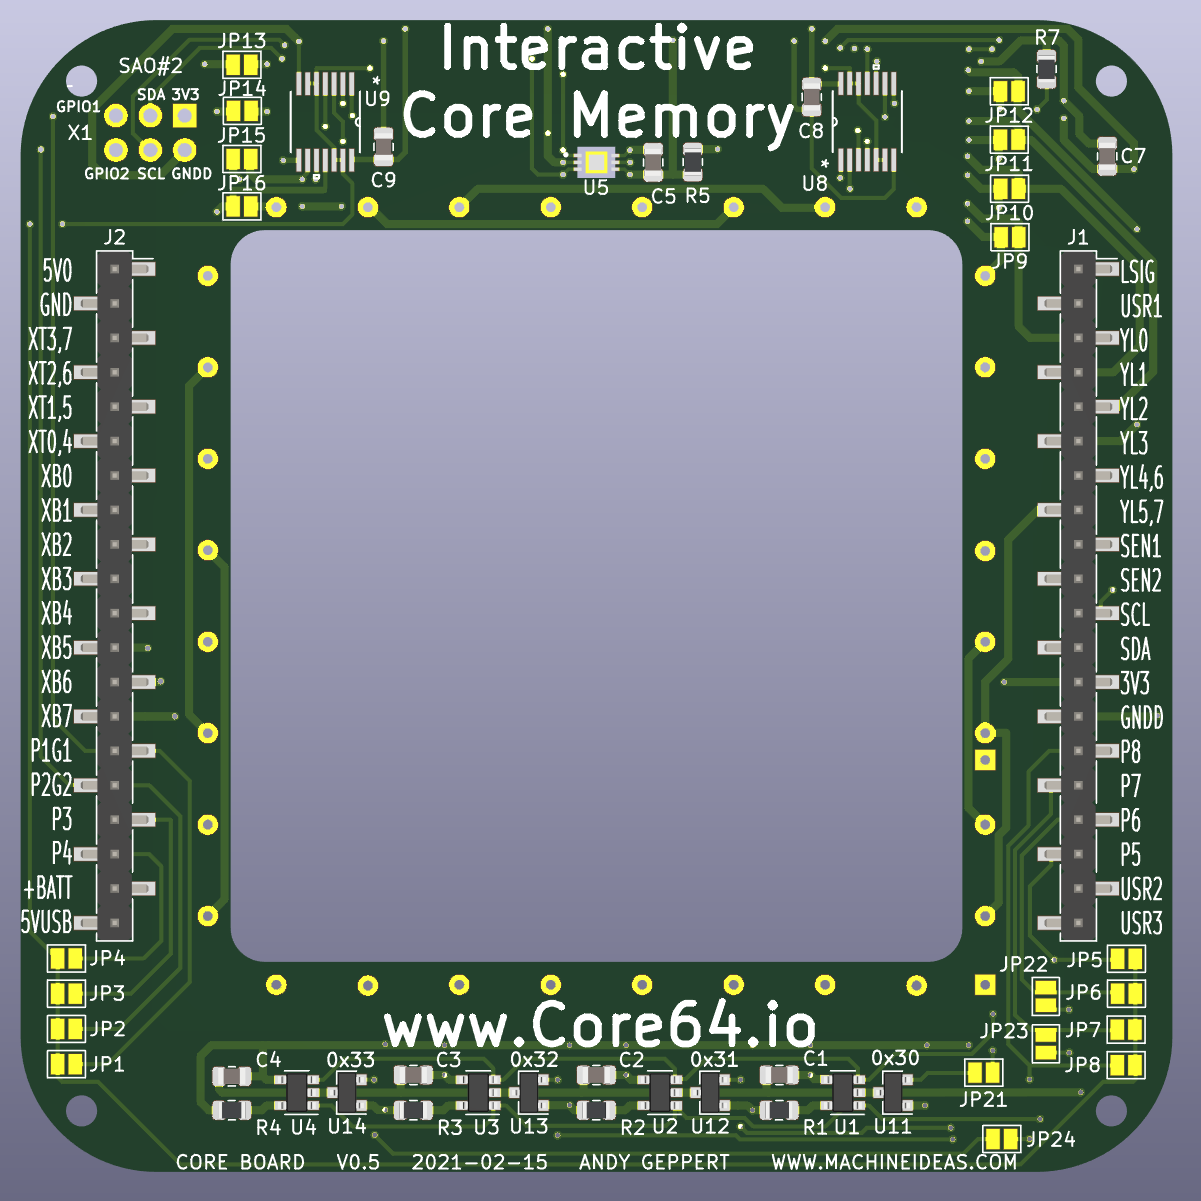 Interactive
Core Memory
JP13
SAO#2
JP14
GPIO1 SDA 3V3
X1
JP15
GPIO2 SCL GNDD
JP16
*
U9
C9
U5
C5 R5
C8
*
U8
R7
JP12
JP11
JP10
JP9
C7
J2
5V0
GND
XT3,7
XT2,6
XT1,5
XT0,4
XB0
XB1
XB2
XB3
XB4
XB5
XB6
XB7
P1G1
P2G2
P3
P4
+BATT
5VUSB
J1
LSIG
USR1
YL0
YL1
YL2
YL3
YL4,6
YL5,7
SEN1
SEN2
SCL
SDA
3V3
GNDD
P8
P7
P6
P5
USR2
USR3
JP4
JP3
JP2
JP1
JP22 JP5
JP6
JP23 JP7
JP8
JP21
JP24
www.Core64.io
C4 0x33 C3 0x32 C2 0x31 C1 0x30
R4 U4 U14 R3 U3 U13 R2 U2 U12 R1 U1 U11
CORE BOARD V0.5 2021-02-15 ANDY GEPPERT WWW.MACHINEIDEAS.COM